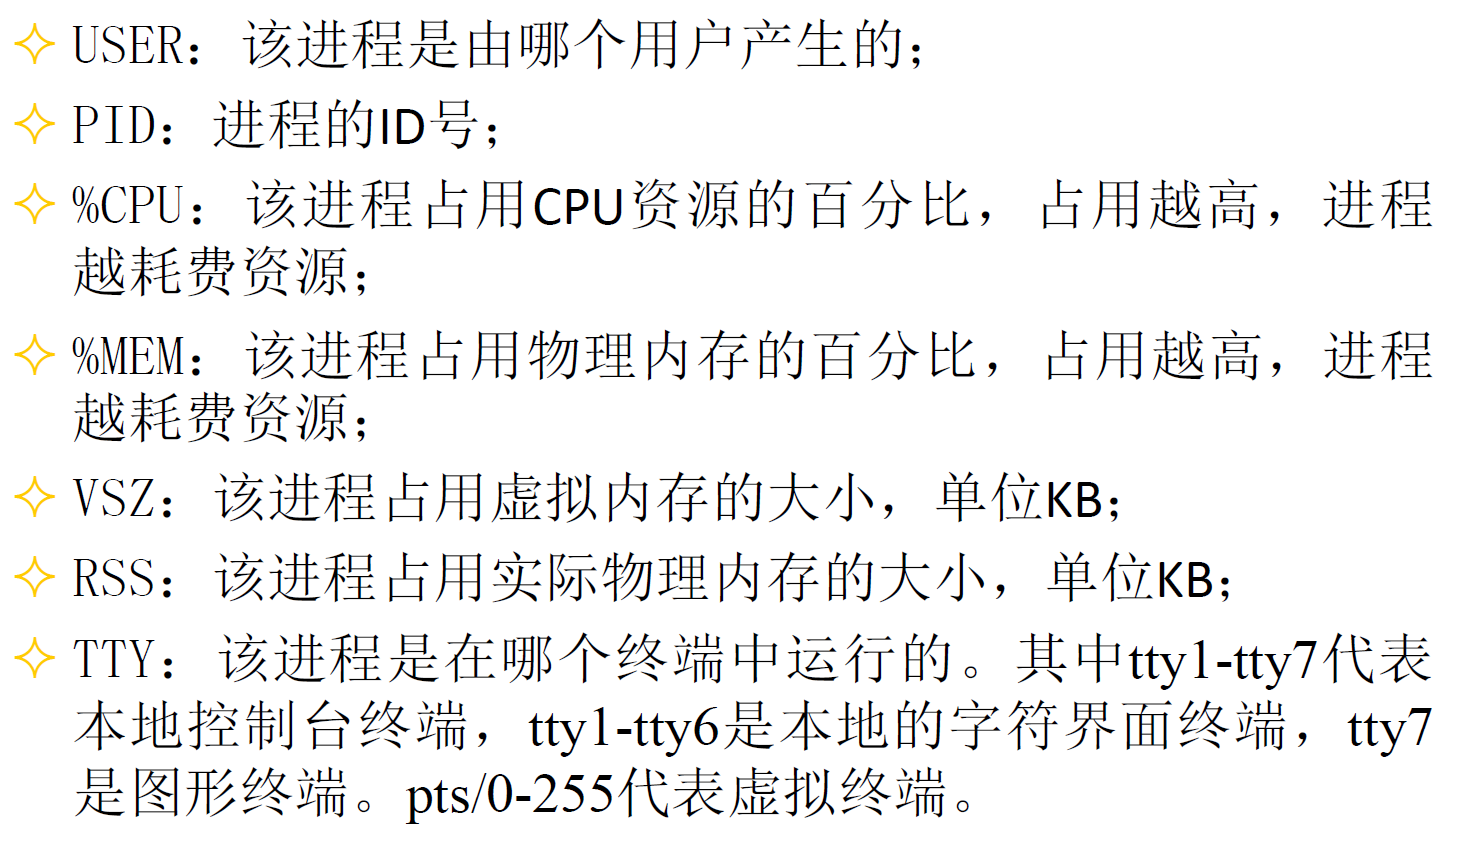 USER：该进程是由哪个用户产生的；
PID：进程的ID号；
%CPU：该进程占用CPU资源的百分比，占用越高，进程
越耗费资源；
%MEM：该进程占用物理内存的百分比，占用越高，进程
越耗费资源；
VSZ：该进程占用虚拟内存的大小，单位KB；
RSS：该进程占用实际物理内存的大小，单位KB；
TTY：该进程是在哪个终端中运行的。其中tty1-tty7代表
本地控制台终端，tty1-tty6是本地的字符界面终端，tty7
是图形终端。pts/0-255代表虚拟终端。